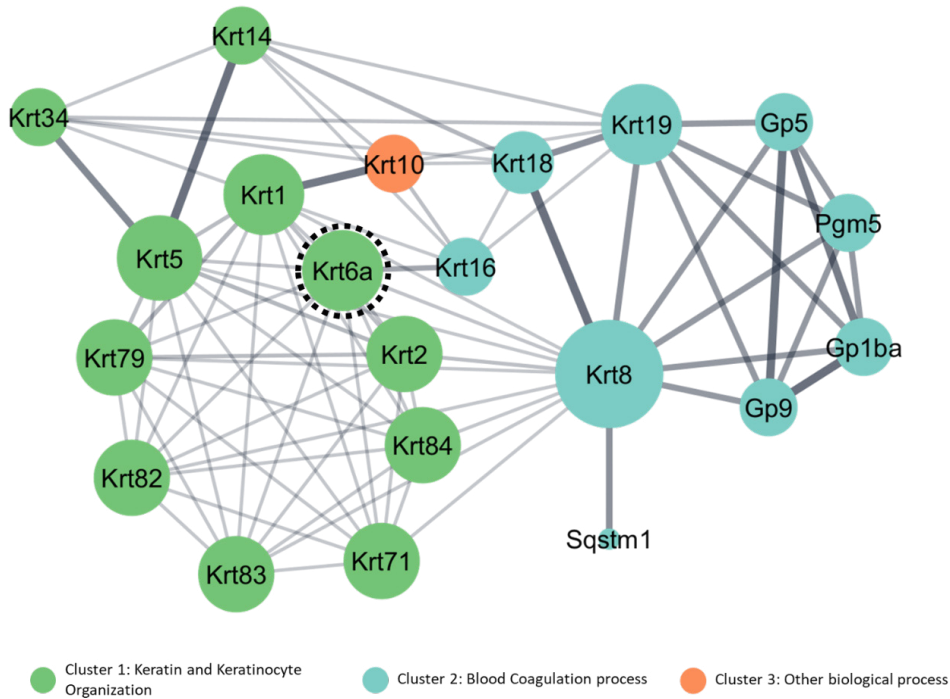 Krt14
Krt34
Krt19
Gp5
Krt10
Krt18
Krt1
Pgm5
Krt5
Krt6a
Krt16
Krt79
Krt2
Krt8
Gp1ba
Gp9
Krt84
Krt82
Sqstm1
Krt83
Krt71
Cluster 1: Keratin and Keratinocyte
Organization
Cluster 2: Blood Coagulation process
Cluster 3: Other biological process